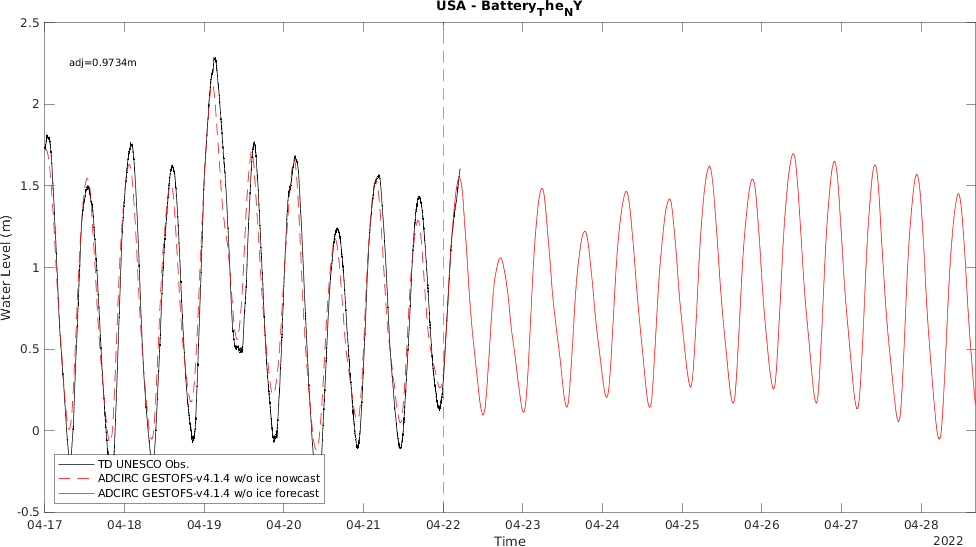 USA - BatteryTheNY
adj=0.9734m
2.5
2
1.5
1
0.5
0
-0.5
Water Level (m)
TD UNESCO Obs.
ADCIRC GESTOFS-v4.1.4 w/o ice nowcast
ADCIRC GESTOFS-v4.1.4 w/o ice forecast
04-17 04-18 04-19 04-20 04-21 04-22 04-23 04-24 04-25 04-26 04-27 04-28
Time
2022